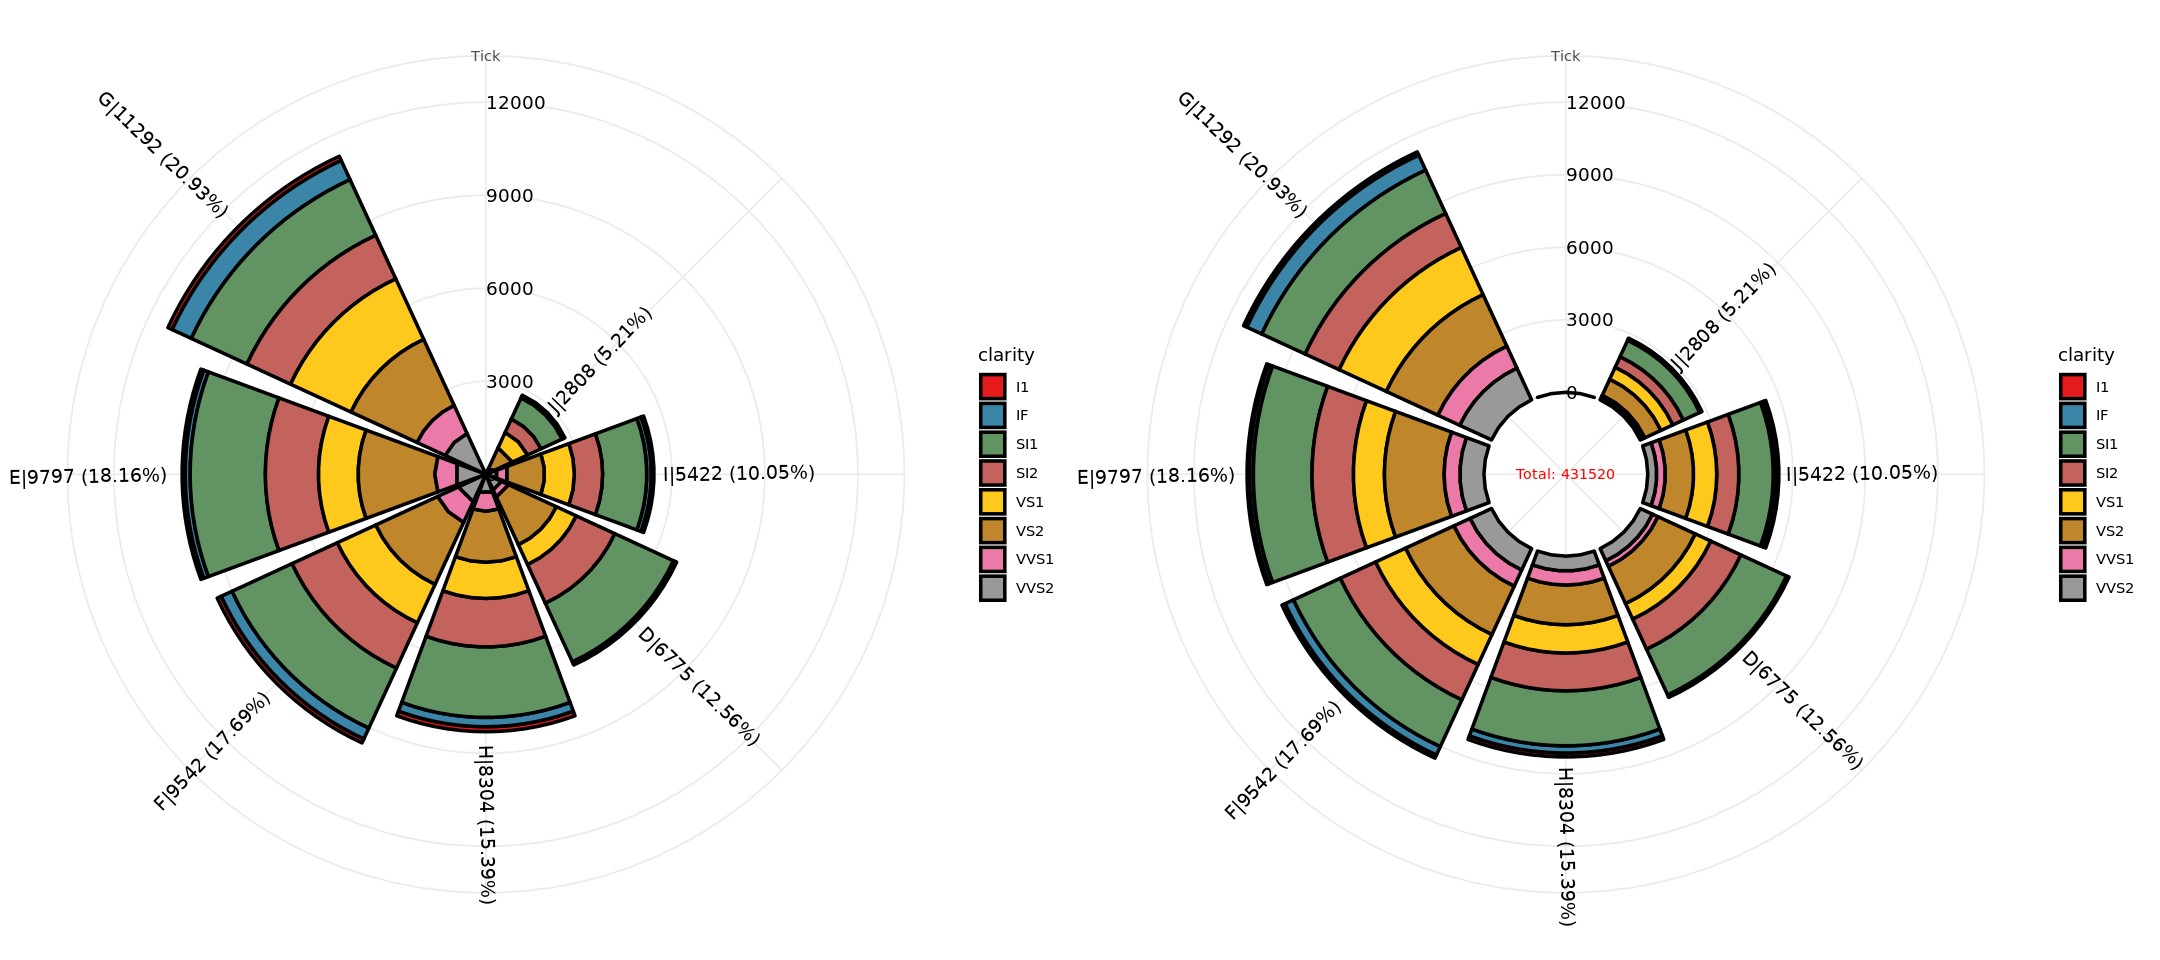 Tick
12000
9000
6000
3000
G|11292 (20.93%)
J|2808 (5.21%)
E|9797 (18.16%)
I|5422 (10.05%)
F|9542 (17.69%)
H|8304 (15.39%)
D|6775 (12.56%)
clarity
I1
IF
SI1
SI2
VS1
VS2
VVS1
VVS2
Tick
12000
9000
6000
3000
0
G|11292 (20.93%)
J|2808 (5.21%)
E|9797 (18.16%)
Total: 431520
I|5422 (10.05%)
F|9542 (17.69%)
H|8304 (15.39%)
D|6775 (12.56%)
clarity
I1
IF
SI1
SI2
VS1
VS2
VVS1
VVS2